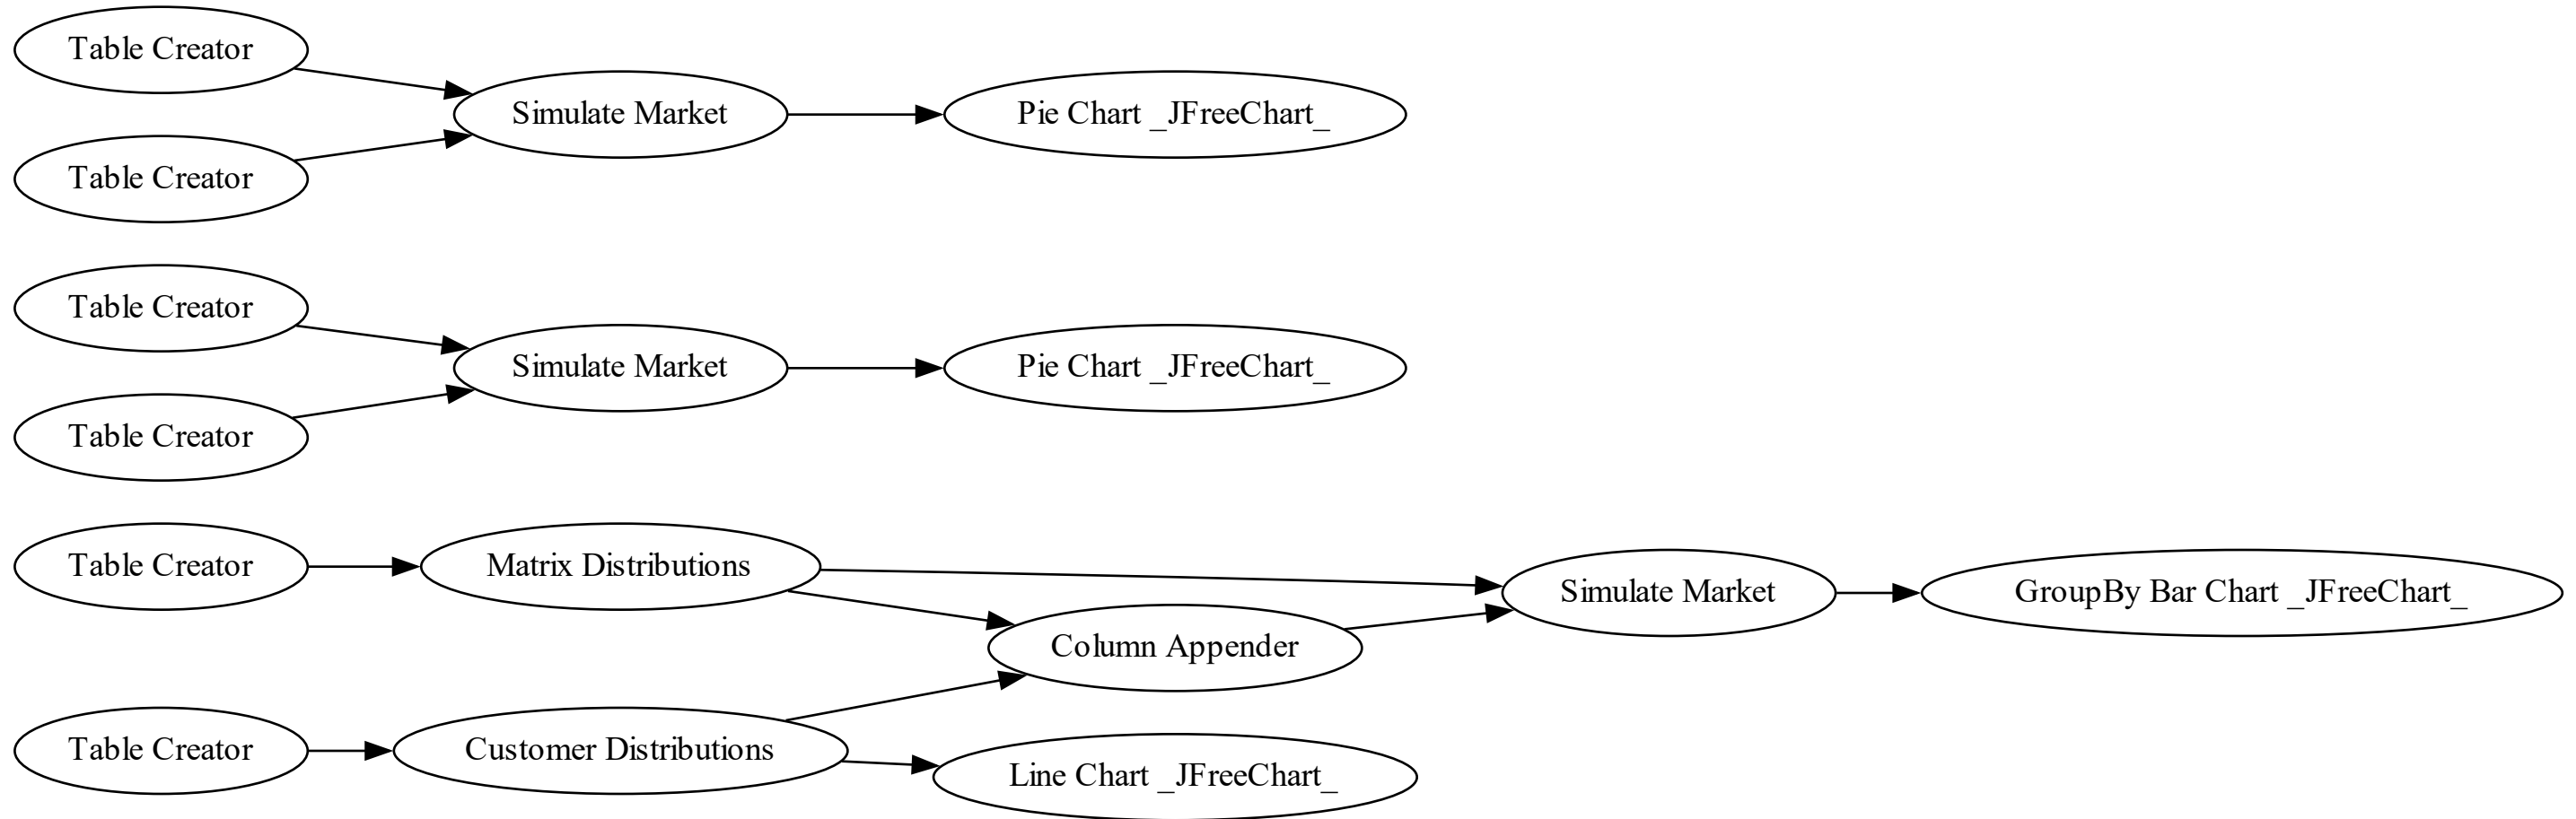 Table Creator
Simulate Market
Pie Chart _JFreeChart_
Table Creator
Table Creator
Simulate Market
Pie Chart _JFreeChart_
Table Creator
Table Creator
Matrix Distributions
Simulate Market
GroupBy Bar Chart _JFreeChart_
Column Appender
Table Creator
Customer Distributions
Line Chart _JFreeChart_